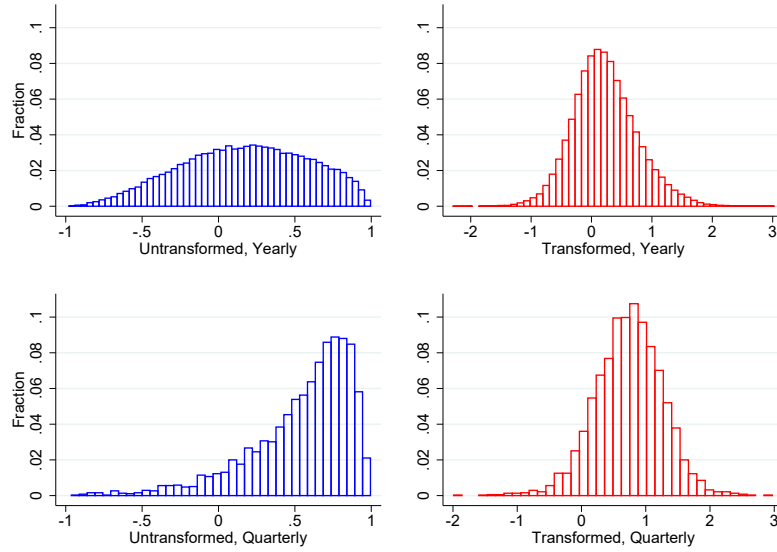 .1
.08
.06
.04
.02
0
Fraction
-1 -.5 0 .5 1
Untransformed, Yearly
.1
.08
.06
.04
.02
0
-2 -1 0 1 2 3
Transformed, Yearly
.1
.08
.06
.04
.02
0
Fraction
-1 -.5 0 .5 1
Untransformed, Quarterly
.1
.08
.06
.04
.02
0
-2 -1 0 1 2 3
Transformed, Quarterly